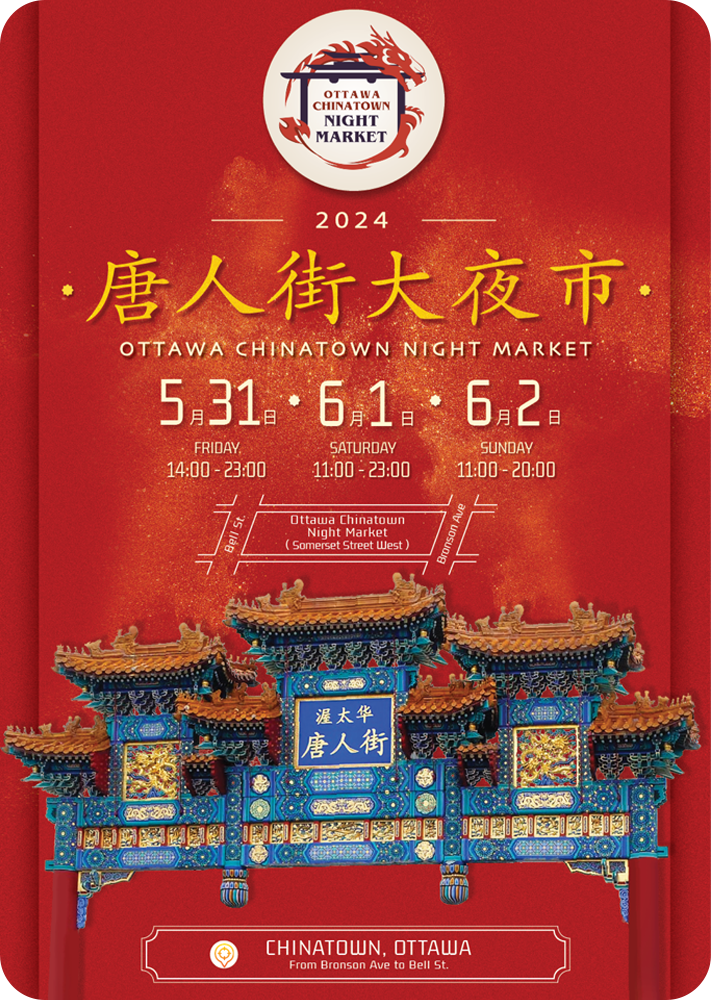 OTTAWA
CHINATOWN
NIGHT
MARKET
2024
唐人街大夜市
OTTAWA CHINATOWN NIGHT MARKET
5月31日 • 6月1日 • 6月2日
FRIDAY, SATURDAY SUNDAY
14:00 - 23:00 11:00 - 23:00 11:00 - 20:00
Bell St.
Ottawa Chinatown
Night Market
( Somerset Street West )
Bronson Ave
渥太华
唐人街
CHINATOWN, OTTAWA
From Bronson Ave to Bell St.